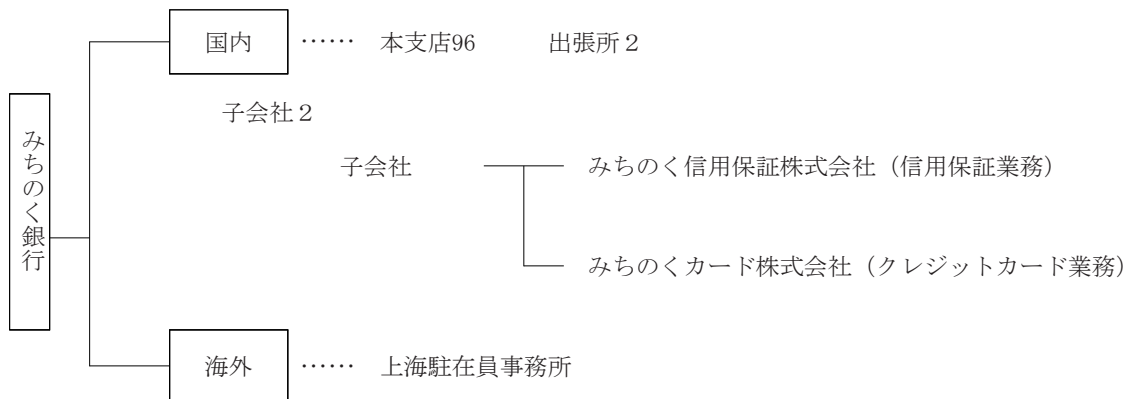 国内 …… 本支店96 出張所２
子会社２
みちのく銀行
子会社 みちのく信用保証株式会社（信用保証業務）
みちのくカード株式会社（クレジットカード業務）
海外 …… 上海駐在員事務所